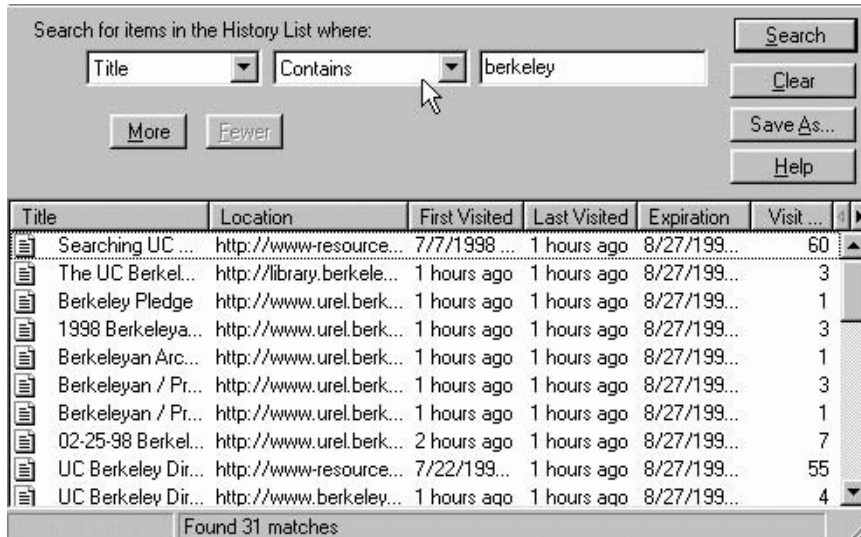 Search for items in the History List where:
Search
Title Contains berkeley
Clear
More Fewer
Save As...
Help
Title Location First Visited Last Visited Expiration Visit ...
Searching UC ... http://www-resource... 7/7/1998 ... 1 hours ago 8/27/199... 60
The UC Berkel... http://library.berkele... 1 hours ago 1 hours ago 8/27/199... 3
Berkeley Pledge http://www.urel.berk... 1 hours ago 1 hours ago 8/27/199... 1
1998 Berkeleya... http://www.urel.berk... 1 hours ago 1 hours ago 8/27/199... 3
Berkeleyan Arc... http://www.urel.berk... 1 hours ago 1 hours ago 8/27/199... 1
Berkeleyan / Pr... http://www.urel.berk... 1 hours ago 1 hours ago 8/27/199... 3
Berkeleyan / Pr... http://www.urel.berk... 1 hours ago 1 hours ago 8/27/199... 1
02-25-98 Berkel... http://www.urel.berk... 2 hours ago 1 hours ago 8/27/199... 7
UC Berkeley Dir... http://www-resource... 7/22/199... 1 hours ago 8/27/199... 55
UC Berkeley Dir... http://www.berkeley... 1 hours ago 1 hours ago 8/27/199... 4
Found 31 matches